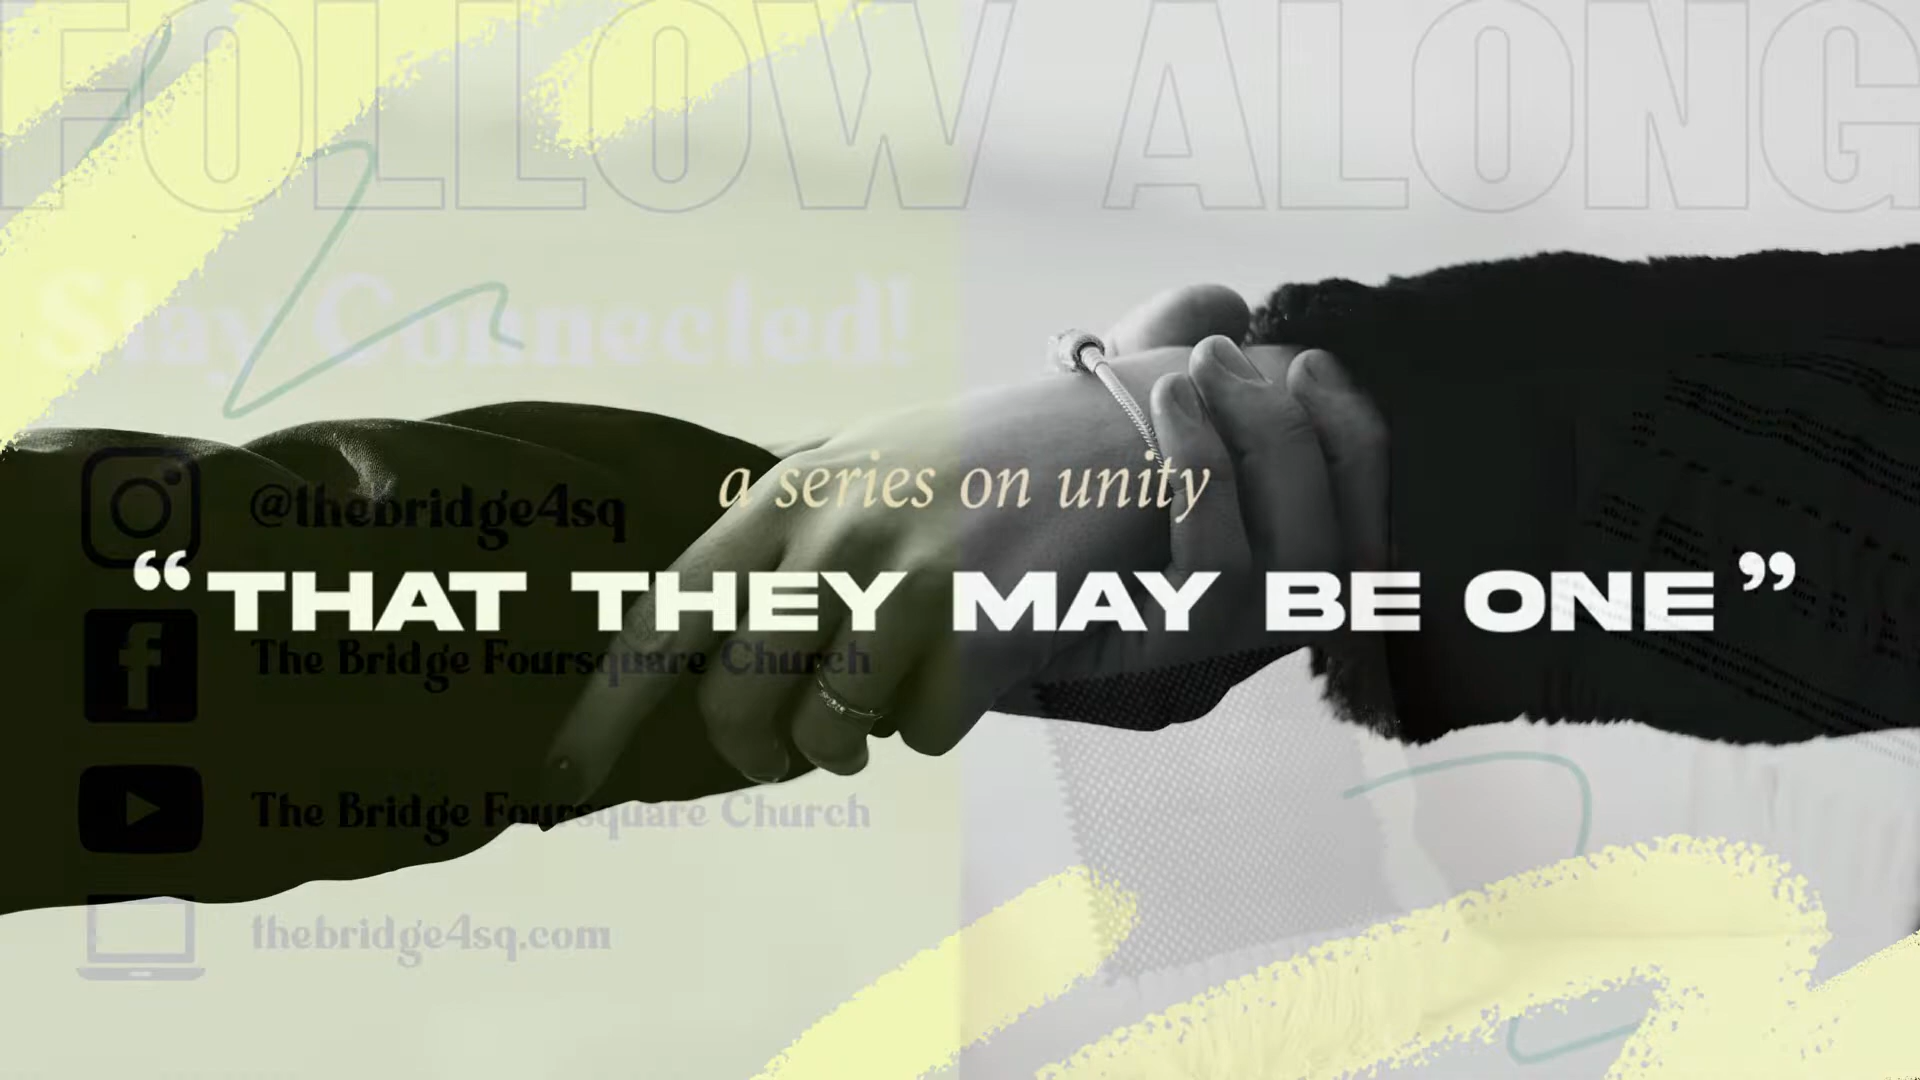 FOLLOW ALONG
Stay Connected!
a series on unity
@thebridge4sq
“THAT THEY MAY BE ONE”
The Bridge Foursquare Church
The Bridge Foursquare Church
thebridge4sq.com